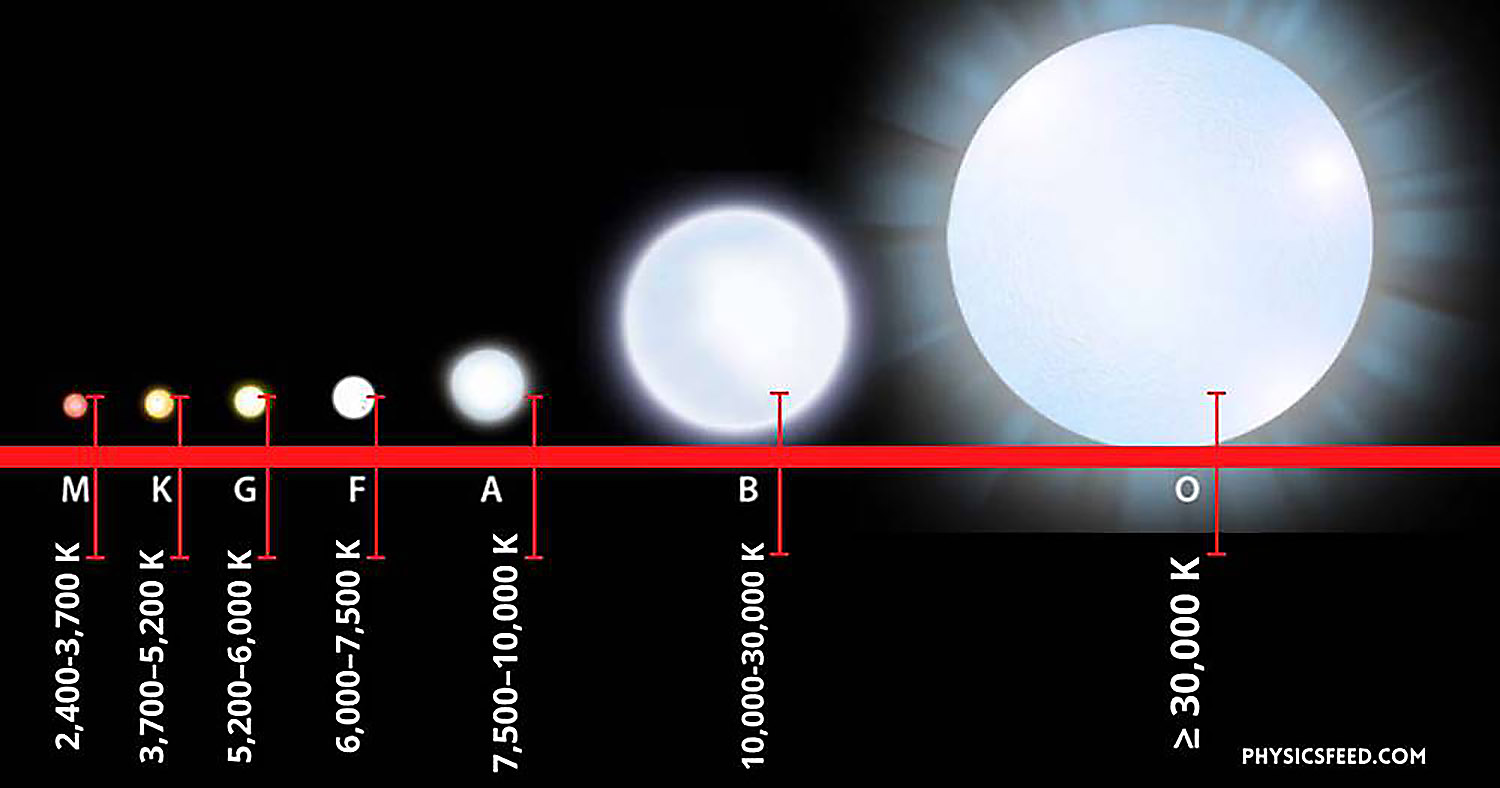 M
K
G
F
A
B
O
2,400-3,700 K
3,700–5,200 K
5,200–6,000 K
6,000–7,500 K
7,500–10,000 K
10,000-30,000 K
≥ 30,000 K
PHYSICSFEED.COM